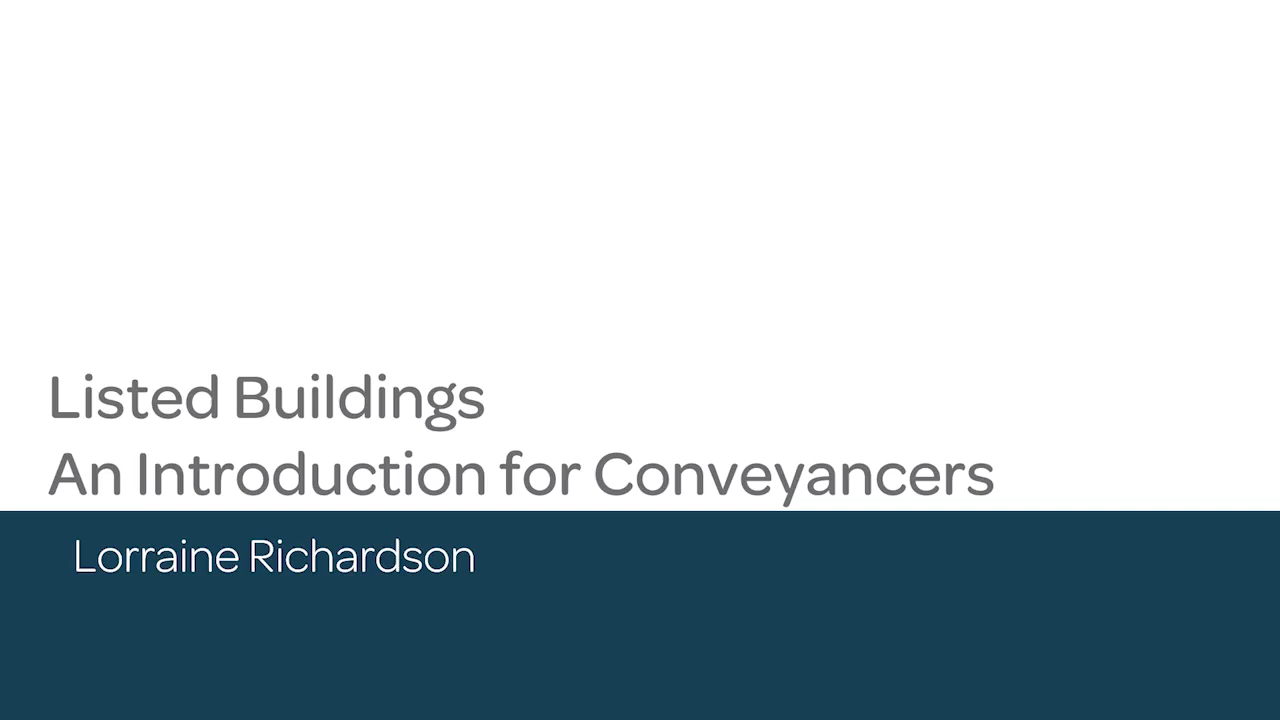 Listed Buildings
An Introduction for Conveyancers
Lorraine Richardson